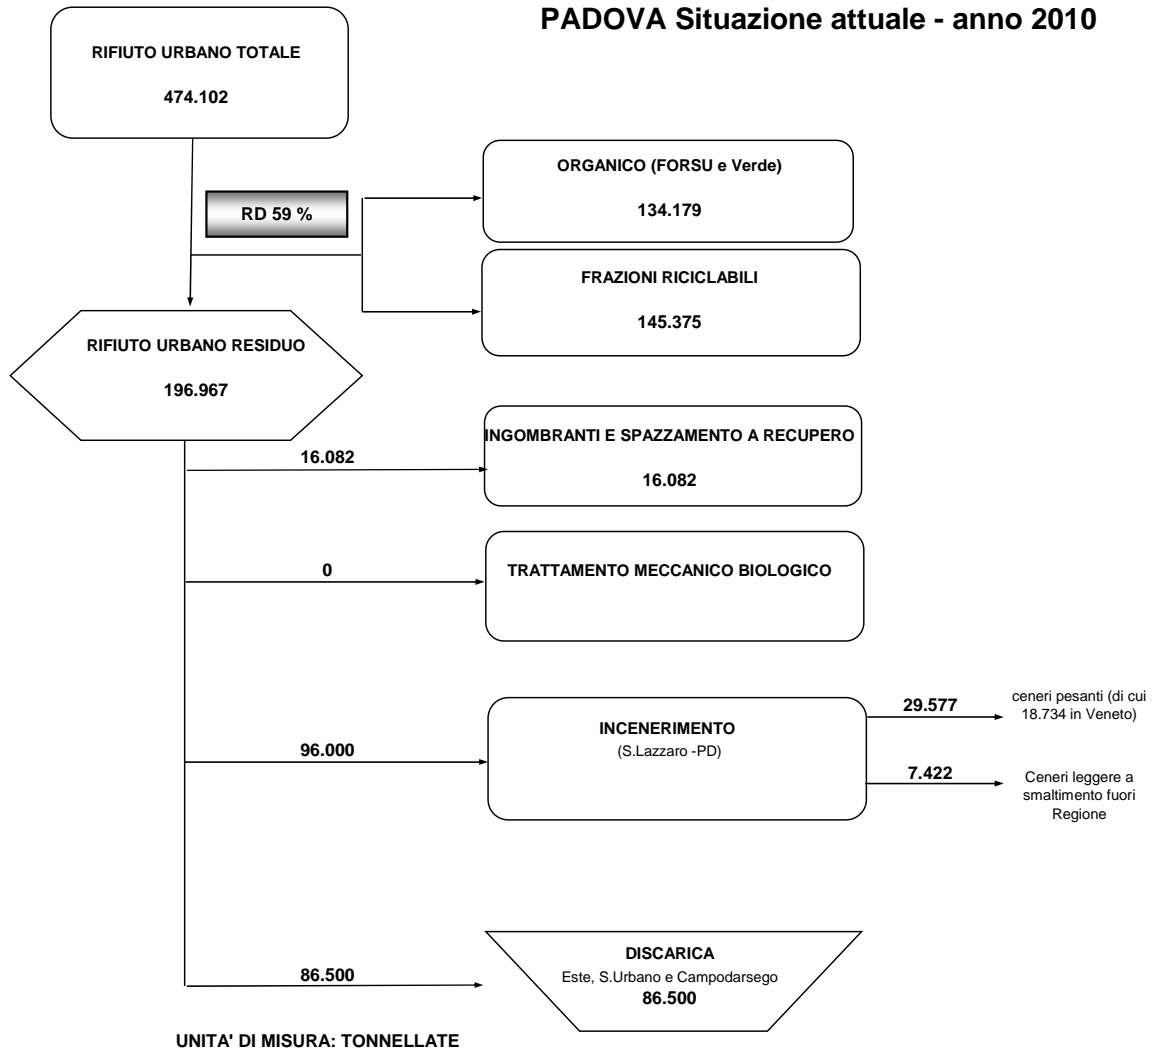 PADOVA Situazione attuale - anno 2010
RIFIUTO URBANO TOTALE
474.102
ORGANICO (FORSU e Verde)
134.179
RD 59 %
FRAZIONI RICICLABILI
145.375
RIFIUTO URBANO RESIDUO
196.967
INGOMBRANTI E SPAZZAMENTO A RECUPERO
16.082
16.082
TRATTAMENTO MECCANICO BIOLOGICO
0
INCENERIMENTO
(S.Lazzaro -PD)
96.000
29.577
ceneri pesanti (di cui
18.734 in Veneto)
7.422
Ceneri leggere a
smaltimento fuori
Regione
DISCARICA
Este, S.Urbano e Campodarsego
86.500
86.500
UNITA' DI MISURA: TONNELLATE